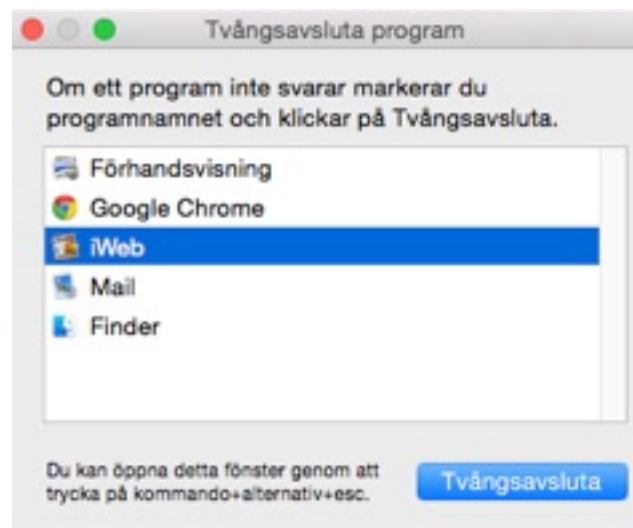 Tvångsavsluta program
Om ett program inte svarar markerar du
programnamnet och klickar på Tvångsavsluta.
Förhandsvisning
Google Chrome
iWeb
Mail
Finder
Du kan öppna detta fönster genom att
trycka på kommando+alternativ+esc.
Tvångsavsluta